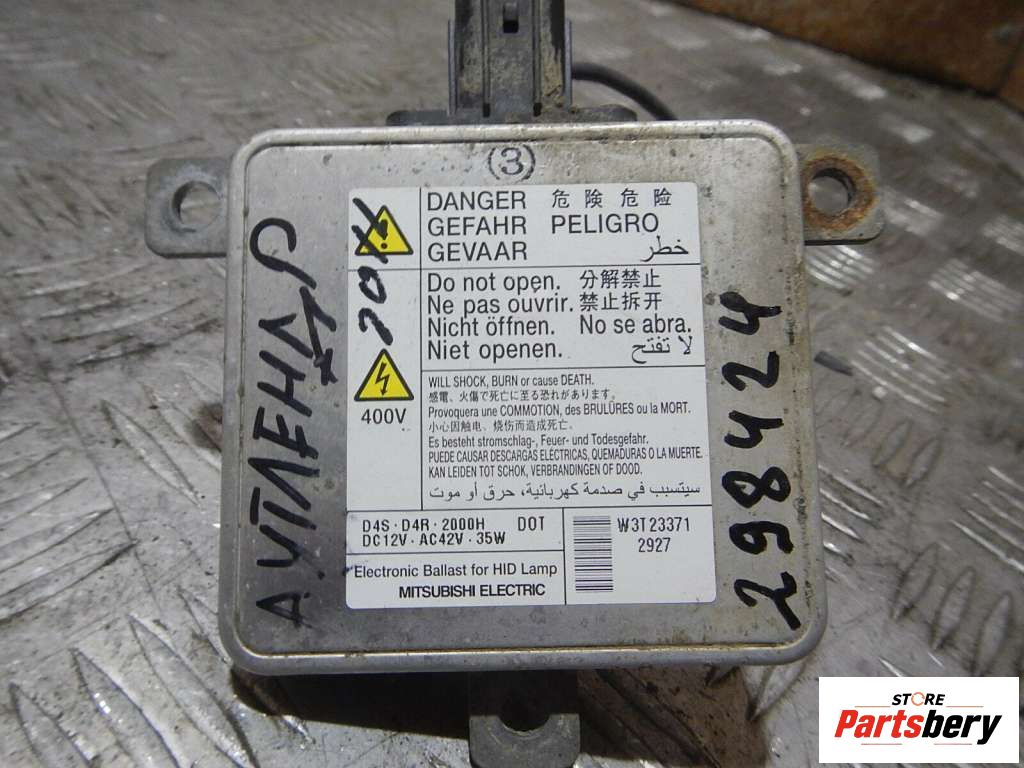 (3)
DANGER 危険危险
GEFAHR PELIGRO
GEVAAR خطر
Do not open. 分解禁止
Ne pas ouvrir. 禁止拆开
Nicht öffnen. No se abra.
Niet openen. لا تفتح
400V
WILL SHOCK, BURN or cause DEATH.
感電、火傷で死亡に至る恐れがあります。
Provoquera une COMMOTION, des BRULÛRES ou la MORT.
小心因触电、烧伤而造成死亡。
Es besteht stromschlag-, Feuer- und Todesgefahr.
PUEDE CAUSAR DESCARGAS ELÉCTRICAS, QUEMADURAS O LA MUERTE.
KAN LEIDEN TOT SCHOK, VERBRANDINGEN OF DOOD.
سيتسبب في صدمة كهربائية، حرق أو موت
D4S·D4R·2000H DOT
DC12V·AC42V·35W
W3T23371
2927
Electronic Ballast for HID Lamp
MITSUBISHI ELECTRIC
298424
STORE
Partsbery